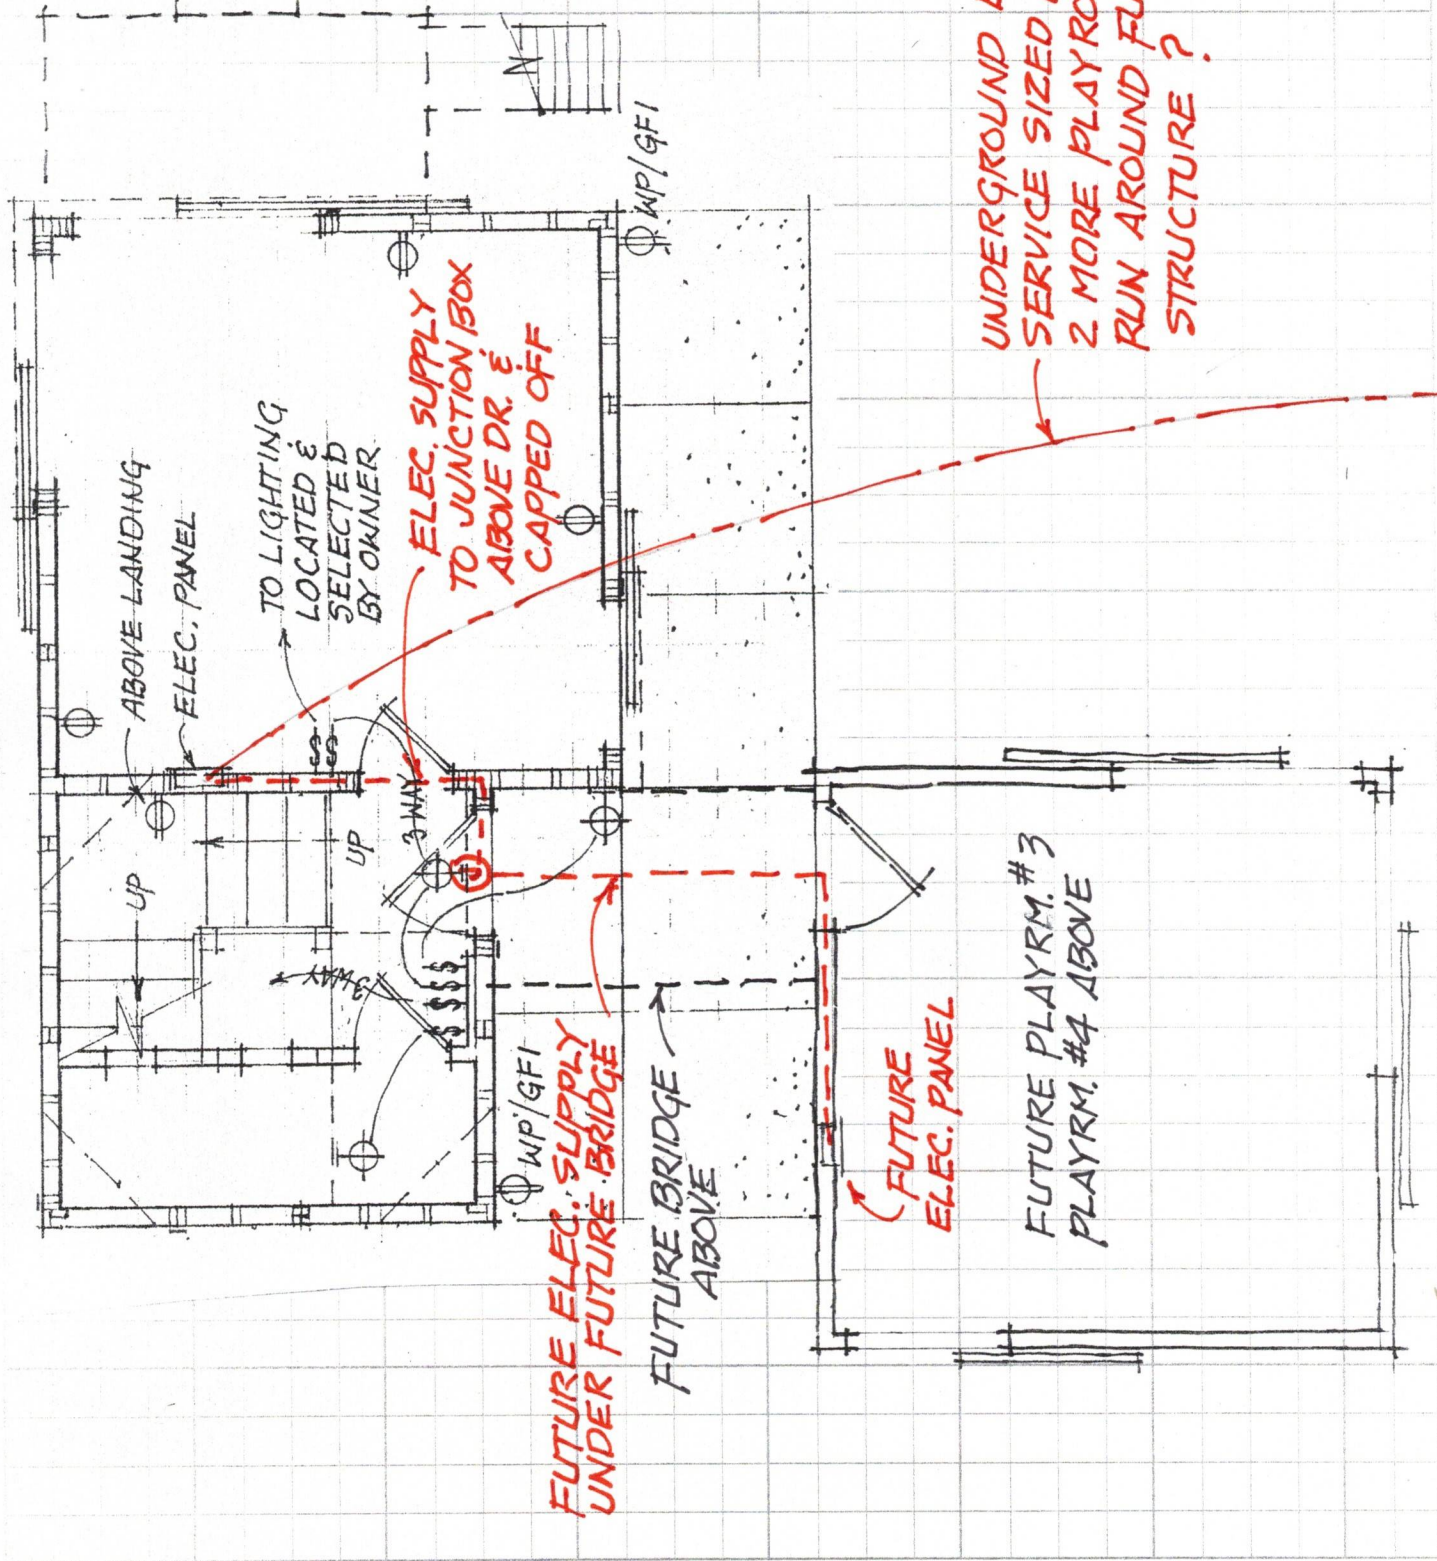 ABOVE LANDING
ELEC. PANEL
TO LIGHTING
LOCATED &
SELECTED
BY OWNER
ELEC. SUPPLY
TO JUNCTION BOX
ABOVE DR. &
CAPPED OFF
WP/GFI
N
UP
UP
3 WAY
3 WAY
$$
$$$$
J
WP/GFI
FUTURE ELEC. SUPPLY
UNDER FUTURE BRIDGE
FUTURE BRIDGE
ABOVE
FUTURE
ELEC. PANEL
FUTURE PLAYRM. #3
PLAYRM. #4 ABOVE
UNDERGROUND
SERVICE SIZED
2 MORE PLAYRO
RUN AROUND FU
STRUCTURE ?